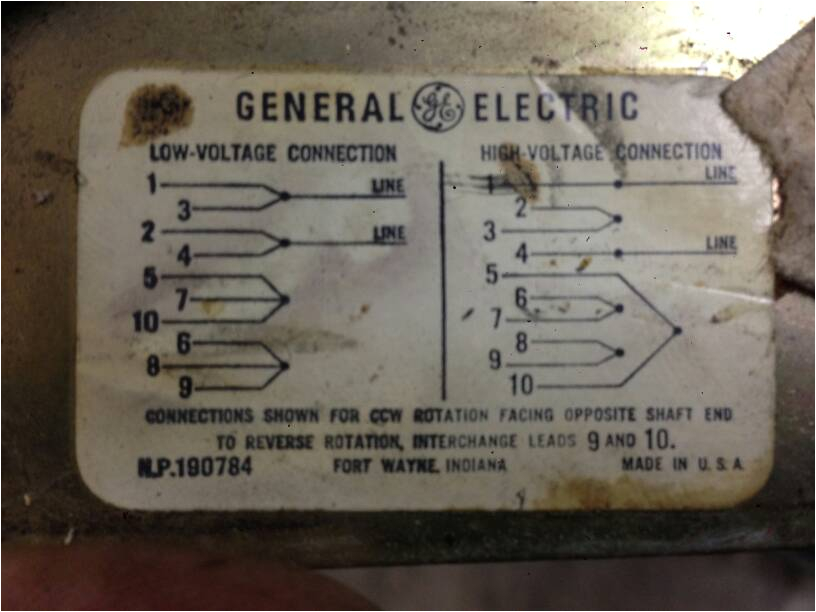 GENERAL GE ELECTRIC
LOW-VOLTAGE CONNECTION
1
3
LINE
2
4
LINE
5
7
10
6
8
9
HIGH-VOLTAGE CONNECTION
1
LINE
2
3
4
LINE
5
6
7
8
9
10
CONNECTIONS SHOWN FOR CCW ROTATION FACING OPPOSITE SHAFT END
TO REVERSE ROTATION, INTERCHANGE LEADS 9 AND 10.
N.P.190784 FORT WAYNE, INDIANA MADE IN U.S.A.